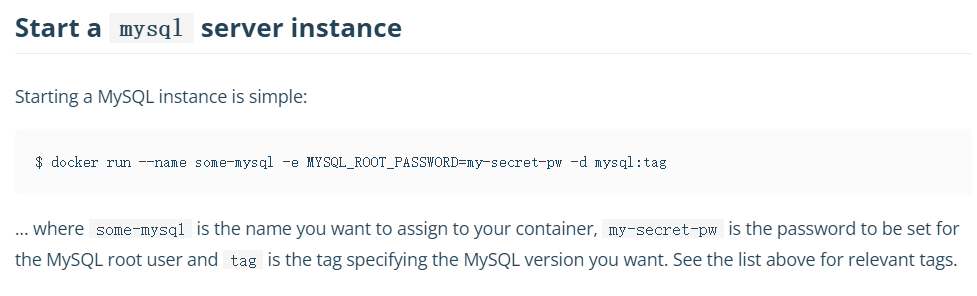 Start a mysql server instance
Starting a MySQL instance is simple:
$ docker run --name some-mysql -e MYSQL_ROOT_PASSWORD=my-secret-pw -d mysql:tag
... where some-mysql is the name you want to assign to your container, my-secret-pw is the password to be set for
the MySQL root user and tag is the tag specifying the MySQL version you want. See the list above for relevant tags.